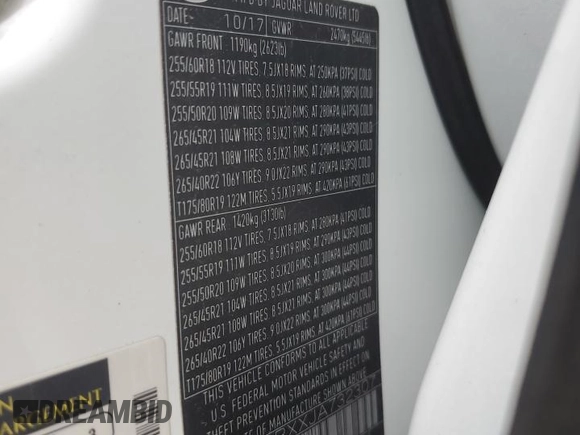 BY JAGUAR LAND ROVER LTD
DATE- 10/17 GVWR 2470kg (5445lb)
GAWR FRONT 1190kg (2623lb)
255/60R18 112V TIRES. 7.5JX18 RIMS. AT 250KPA (37PSI) COLD
255/55R19 111W TIRES. 8.5JX19 RIMS. AT 260KPA (38PSI) COLD
255/50R20 109W TIRES. 8.5JX20 RIMS. AT 280KPA (41PSI) COLD
265/45R21 104W TIRES. 8.5JX21 RIMS. AT 290KPA (43PSI) COLD
265/45R21 108W TIRES. 8.5JX21 RIMS. AT 290KPA (43PSI) COLD
265/40R22 106Y TIRES. 9.0JX22 RIMS. AT 290KPA (43PSI) COLD
T175/80R19 122M TIRES. 5.5JX19 RIMS. AT 420KPA (61PSI) COLD
GAWR REAR 1420kg (3130lb)
255/60R18 112V TIRES. 7.5JX18 RIMS. AT 280KPA (41PSI) COLD
255/55R19 111W TIRES. 8.5JX19 RIMS. AT 290KPA (43PSI) COLD
255/50R20 109W TIRES. 8.5JX20 RIMS. AT 300KPA (44PSI) COLD
265/45R21 104W TIRES. 8.5JX21 RIMS. AT 300KPA (44PSI) COLD
265/45R21 108W TIRES. 8.5JX21 RIMS. AT 300KPA (44PSI) COLD
265/40R22 106Y TIRES. 9.0JX22 RIMS. AT 300KPA (44PSI) COLD
T175/80R19 122M TIRES. 5.5JX19 RIMS. AT 420KPA (61PSI) COLD
THIS VEHICLE CONFORMS TO ALL APPLICABLE
U.S. FEDERAL MOTOR VEHICLE SAFETY AND
THEFT PREVENTION STANDARDS
DREAMBID